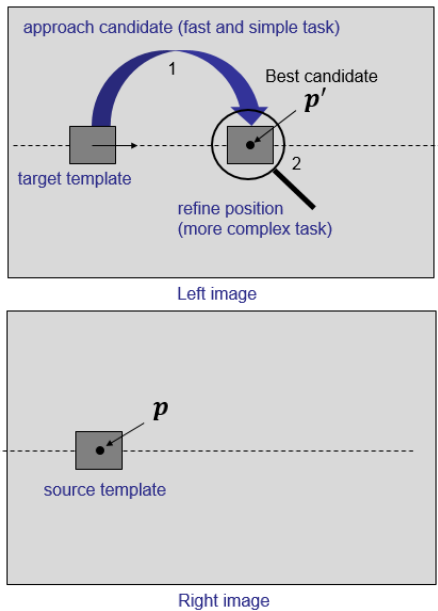 approach candidate (fast and simple task)
1
Best candidate
p'
2
target template
refine position
(more complex task)
Left image
p
source template
Right image